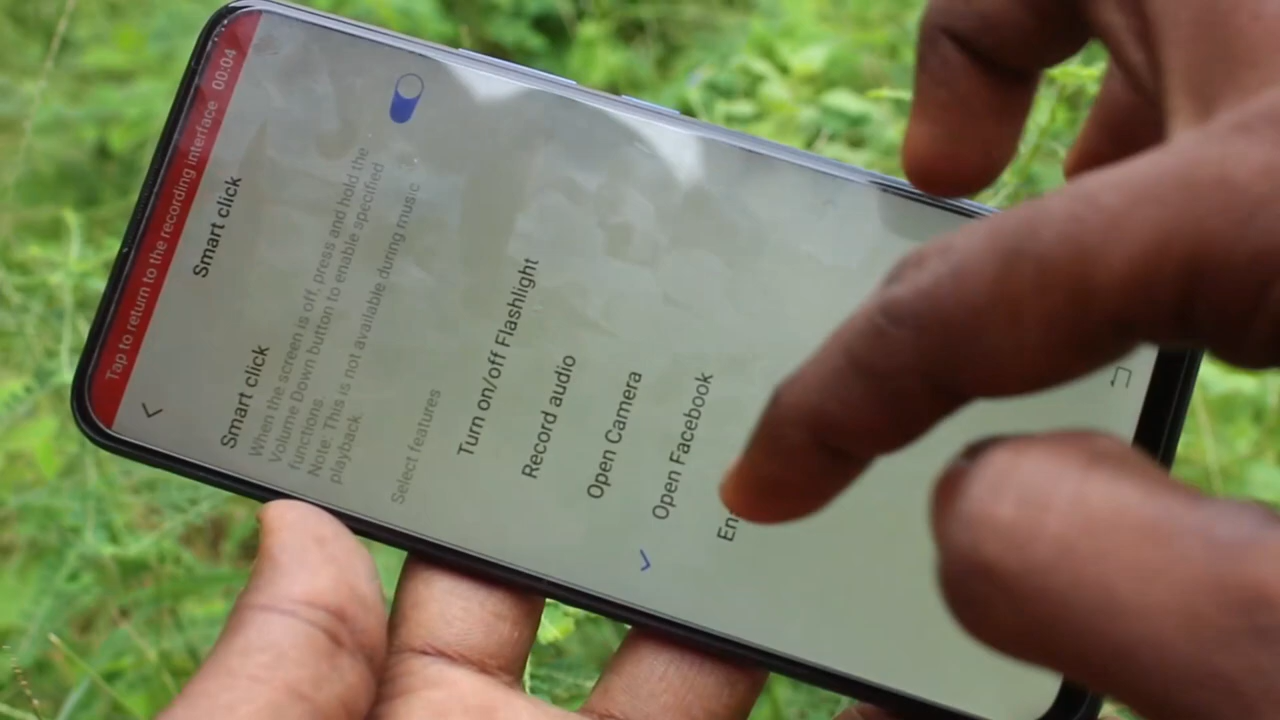 Tap to return to the recording interface 00:04
Smart click
Smart click
When the screen is off, press and hold the
Volume Down button to enable specified
functions.
Note: This is not available during music
playback.
Select features
Turn on/off Flashlight
Record audio
Open Camera
Open Facebook